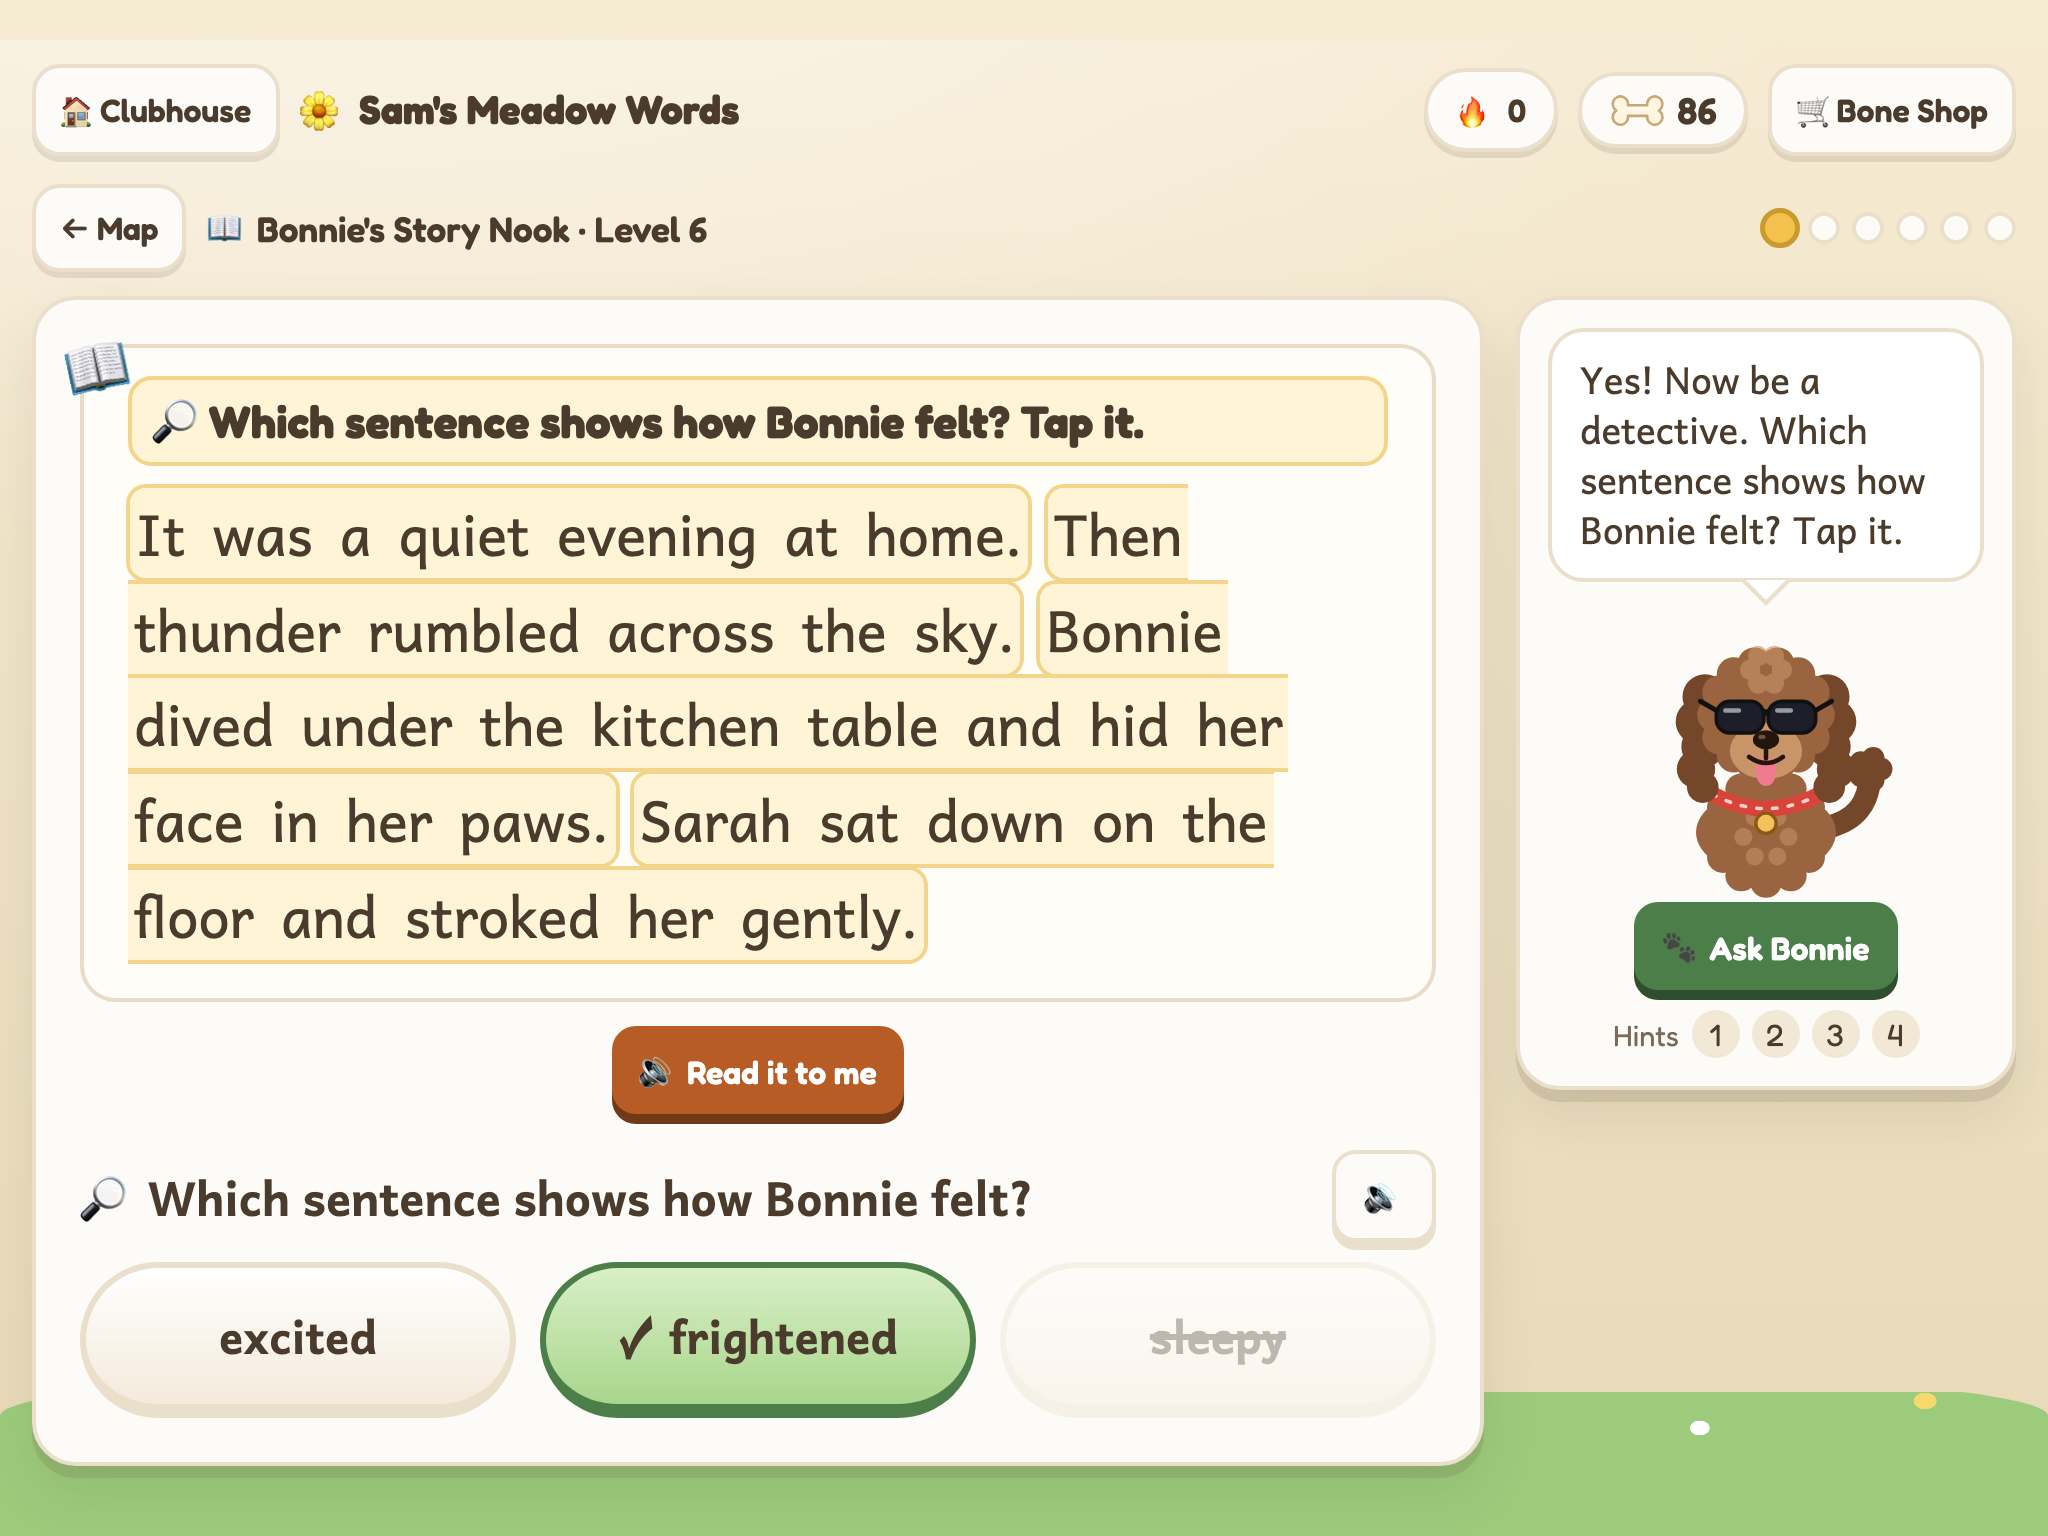 Clubhouse
Sam's Meadow Words
0
86
Bone Shop
← Map
Bonnie's Story Nook · Level 6
Which sentence shows how Bonnie felt? Tap it.
It was a quiet evening at home. Then
thunder rumbled across the sky. Bonnie
dived under the kitchen table and hid her
face in her paws. Sarah sat down on the
floor and stroked her gently.
Read it to me
Which sentence shows how Bonnie felt?
excited
✓ frightened
sleepy
Yes! Now be a
detective. Which
sentence shows how
Bonnie felt? Tap it.
Ask Bonnie
Hints 1 2 3 4